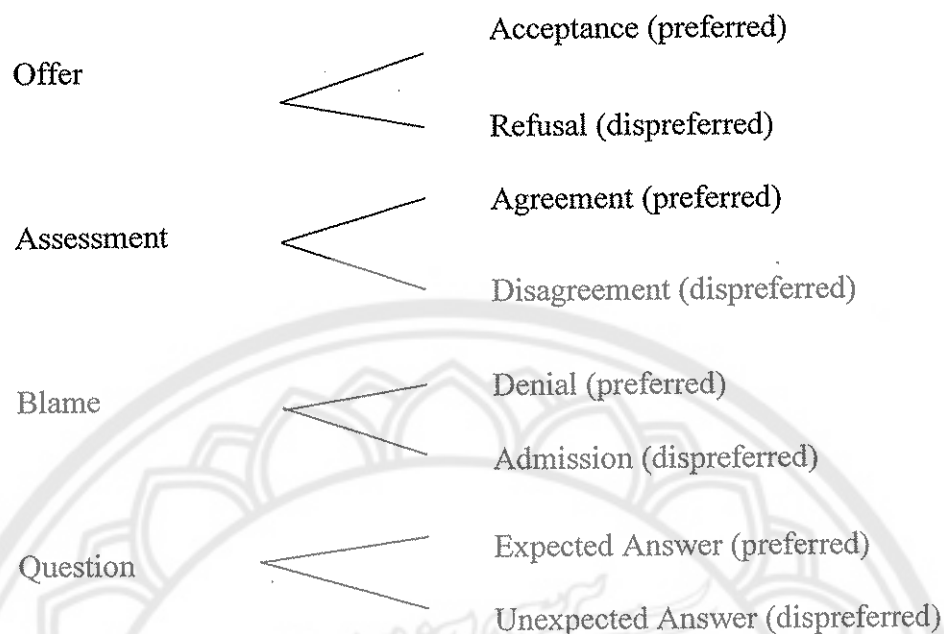 Acceptance (preferred)
Offer
Refusal (dispreferred)
Agreement (preferred)
Assessment
Disagreement (dispreferred)
Denial (preferred)
Blame
Admission (dispreferred)
Expected Answer (preferred)
Question
Unexpected Answer (dispreferred)